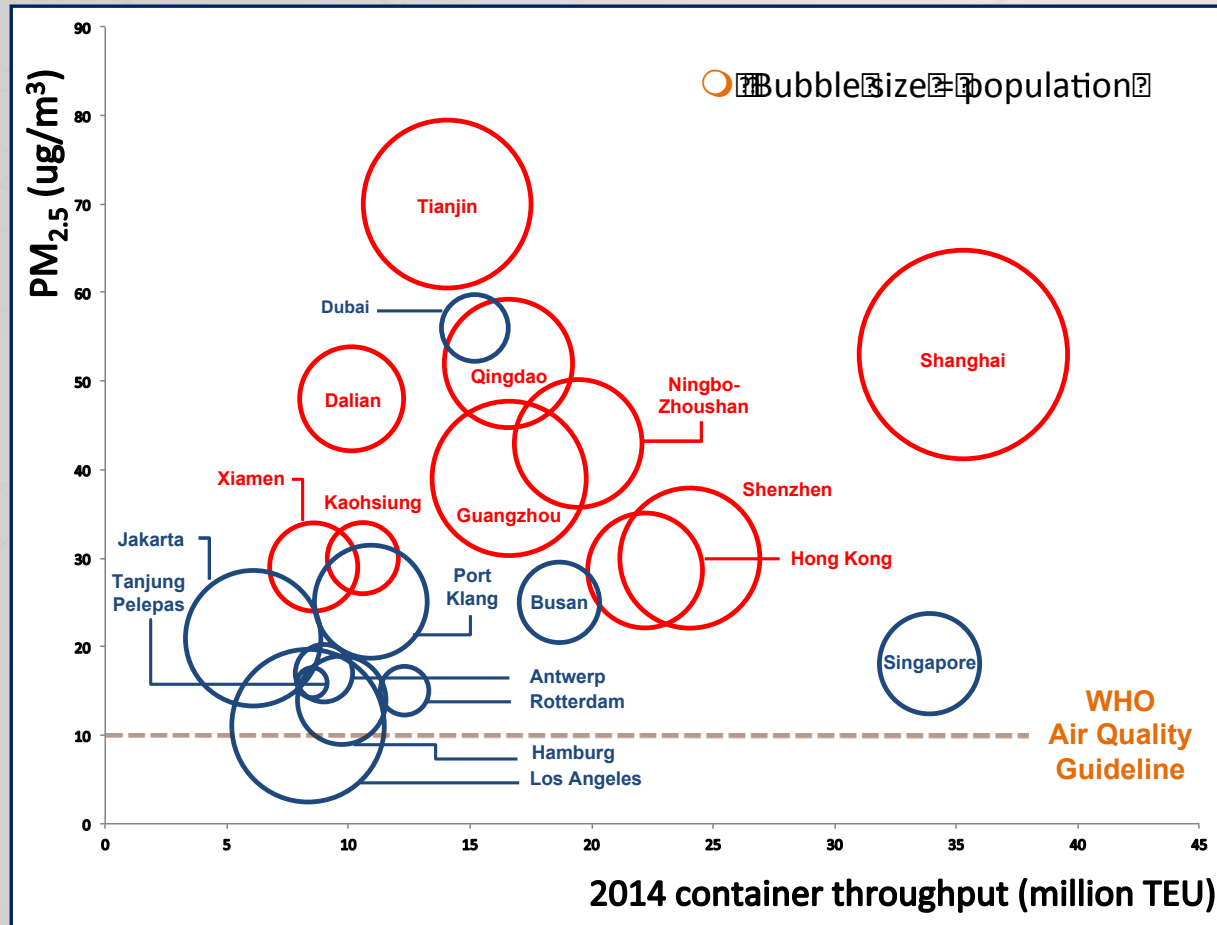 90
80
70
60
50
40
30
20
10
0
PM2.5 (ug/m³)
Bubble size = population
Tianjin
Dubai
Qingdao
Shanghai
Dalian
Ningbo-
Zhoushan
Xiamen
Kaohsiung
Guangzhou
Shenzhen
Jakarta
Hong Kong
Tanjung
Pelepas
Port
Klang
Busan
Singapore
Antwerp
Rotterdam
WHO
Air Quality
Guideline
Hamburg
Los Angeles
0 5 10 15 20 25 30 35 40 45
2014 container throughput (million TEU)